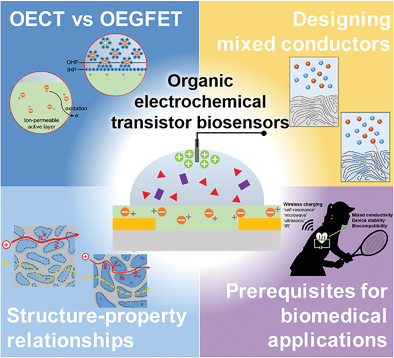 OECT vs OEGFET
Designing
mixed conductors
OHP
IHP
oxidation
e⁻
Ion-permeable
active layer
Organic
electrochemical
transistor biosensors
Wireless charging
'self-resonance'
'microwave'
'ultrasonic'
'IR'
Mixed conductivity
Device stability
Biocompatibility
Structure-property
relationships
Prerequisites for
biomedical
applications